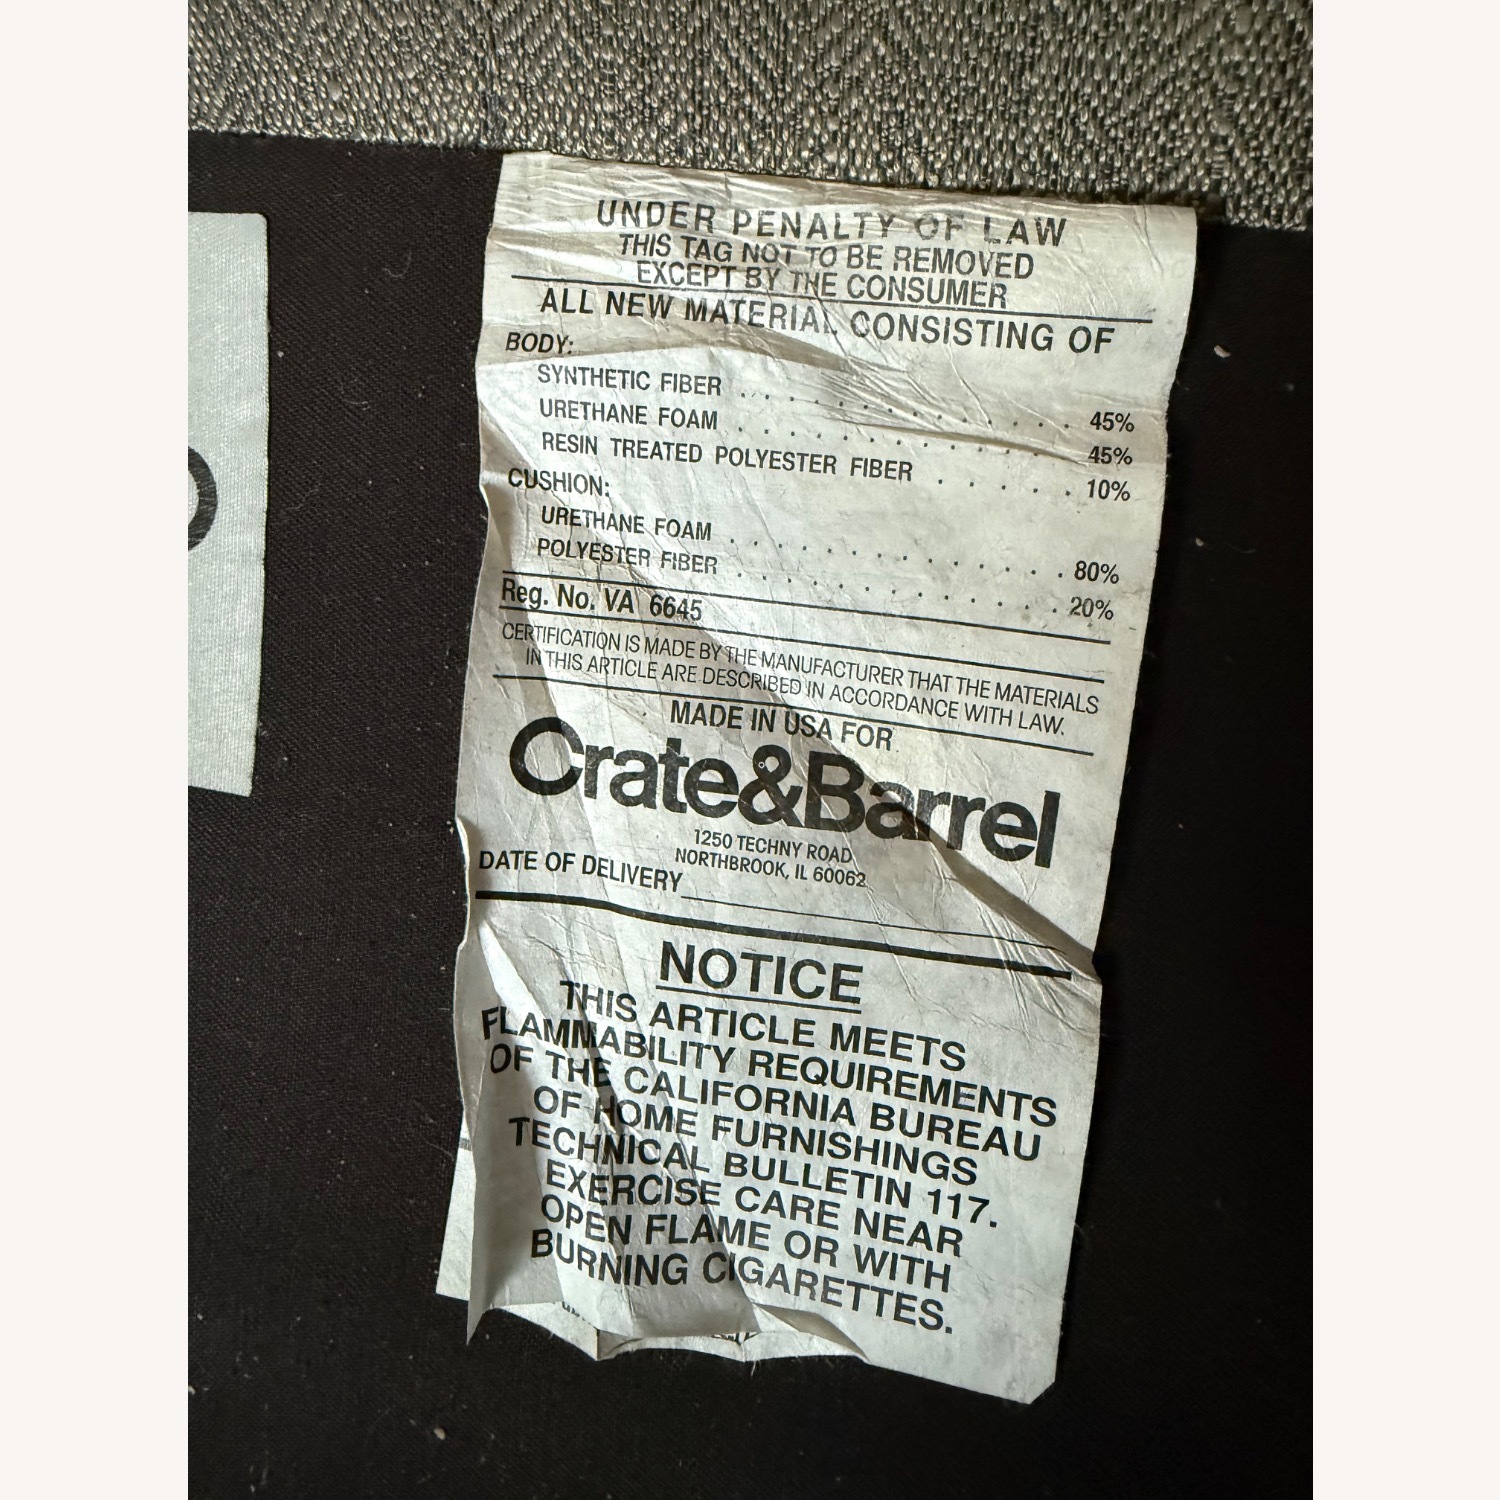 UNDER PENALTY OF LAW
THIS TAG NOT TO BE REMOVED
EXCEPT BY THE CONSUMER
ALL NEW MATERIAL CONSISTING OF
BODY:
SYNTHETIC FIBER . . . . . . . . . . . . . . . . . . 45%
URETHANE FOAM . . . . . . . . . . . . . . . . . . 45%
RESIN TREATED POLYESTER FIBER . . . . . . 10%
CUSHION:
URETHANE FOAM . . . . . . . . . . . . . . . . . . 80%
POLYESTER FIBER . . . . . . . . . . . . . . . . . . 20%
Reg. No. VA 6645
CERTIFICATION IS MADE BY THE MANUFACTURER THAT THE MATERIALS
IN THIS ARTICLE ARE DESCRIBED IN ACCORDANCE WITH LAW.
MADE IN USA FOR
Crate&Barrel
1250 TECHNY ROAD
NORTHBROOK, IL 60062
DATE OF DELIVERY
NOTICE
THIS ARTICLE MEETS
FLAMMABILITY REQUIREMENTS
OF THE CALIFORNIA BUREAU
OF HOME FURNISHINGS
TECHNICAL BULLETIN 117.
EXERCISE CARE NEAR
OPEN FLAME OR WITH
BURNING CIGARETTES.